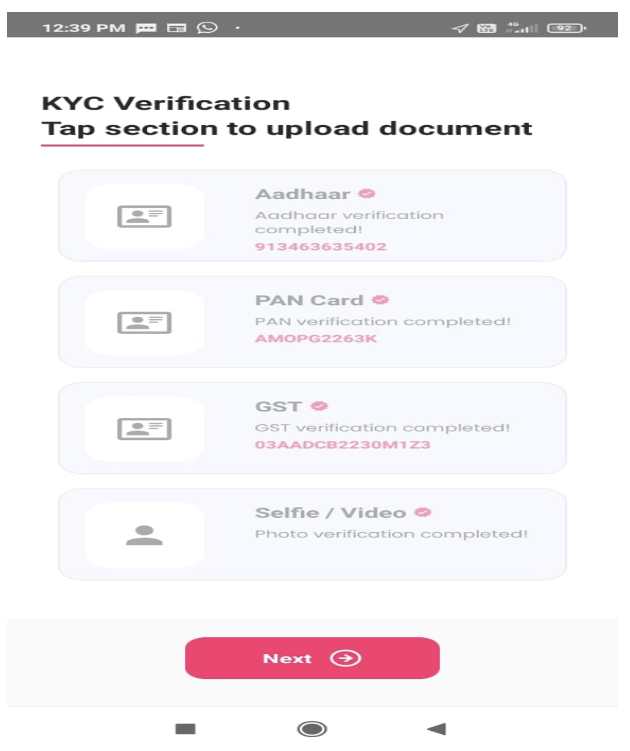 12:39 PM
4G
92
KYC Verification
Tap section to upload document
Aadhaar
Aadhaar verification
completed!
913463635402
PAN Card
PAN verification completed!
AMOPG2263K
GST
GST verification completed!
03AADCB2230M1Z3
Selfie / Video
Photo verification completed!
Next